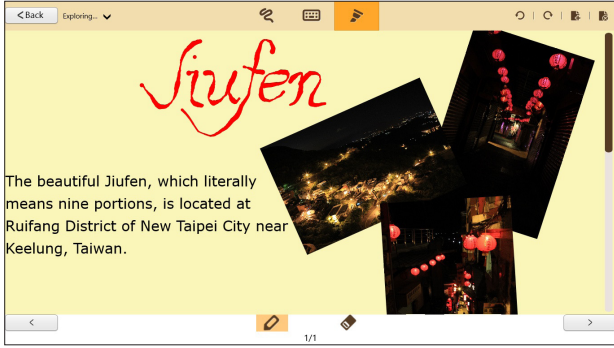 < Back Exploring...
Jiufen
The beautiful Jiufen, which literally
means nine portions, is located at
Ruifang District of New Taipei City near
Keelung, Taiwan.
< >
1/1